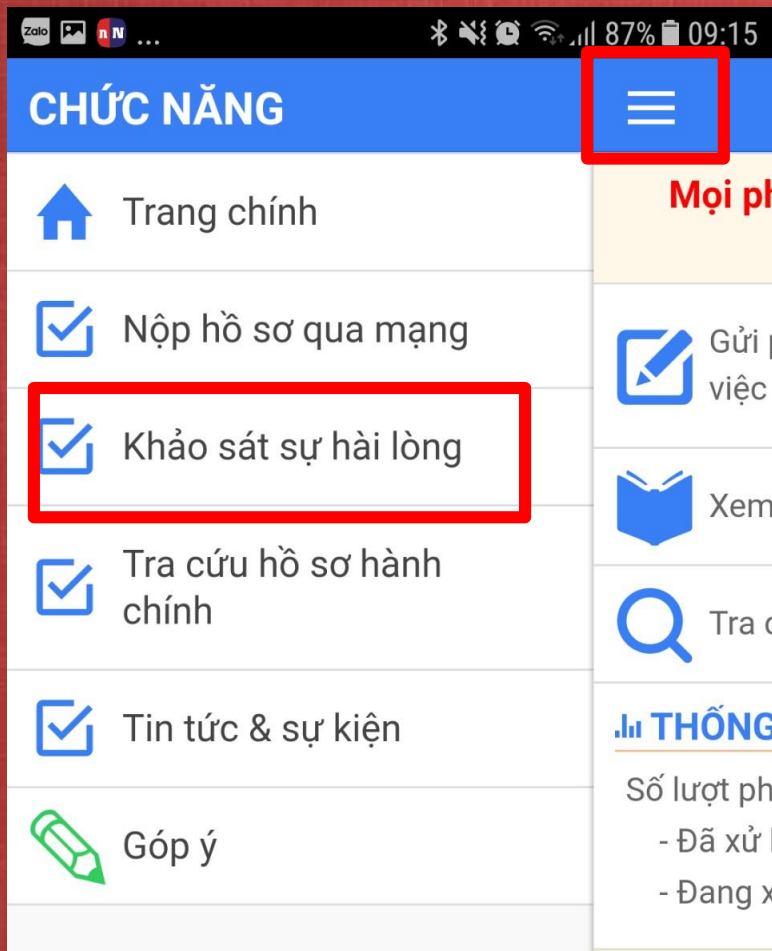 Zalo nN ... 87% 09:15
CHỨC NĂNG
Trang chính
Nộp hồ sơ qua mạng
Khảo sát sự hài lòng
Tra cứu hồ sơ hành
chính
Tin tức & sự kiện
Góp ý
Mọi
Gửi
việc
Xem
Tra
THỐNG
Số lượt
- Đã xử
- Đang